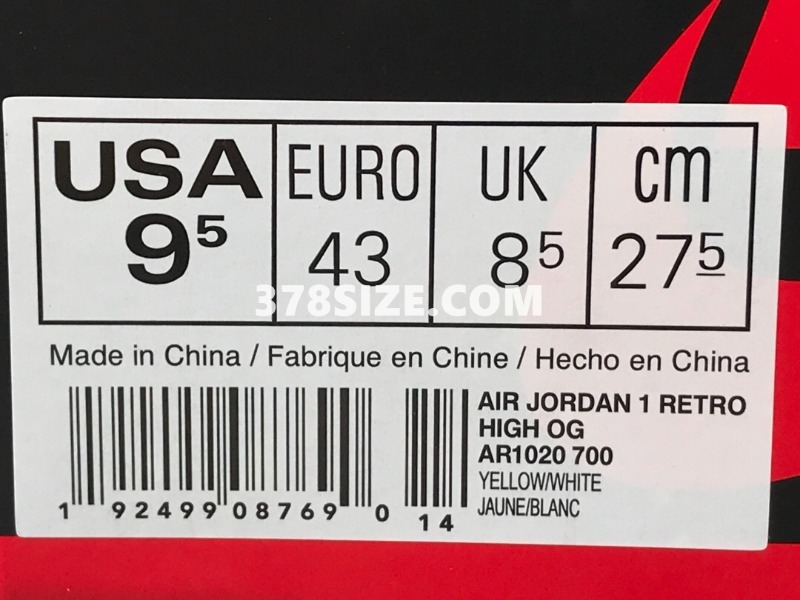 USA EURO UK cm
9⁵ 43 8⁵ 27⁵
378SIZE.COM
Made in China / Fabrique en Chine / Hecho en China
AIR JORDAN 1 RETRO
HIGH OG
AR1020 700
YELLOW/WHITE
JAUNE/BLANC
1 92499 08769 0 14